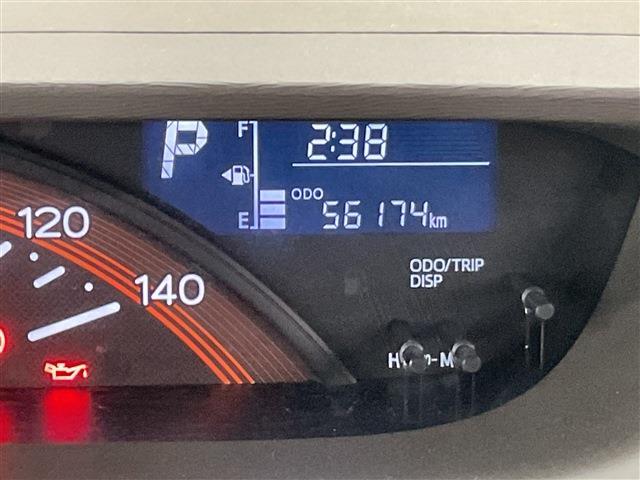 P
F
2:38
E
ODO
56174km
120
140
ODO/TRIP
DISP
H
-M